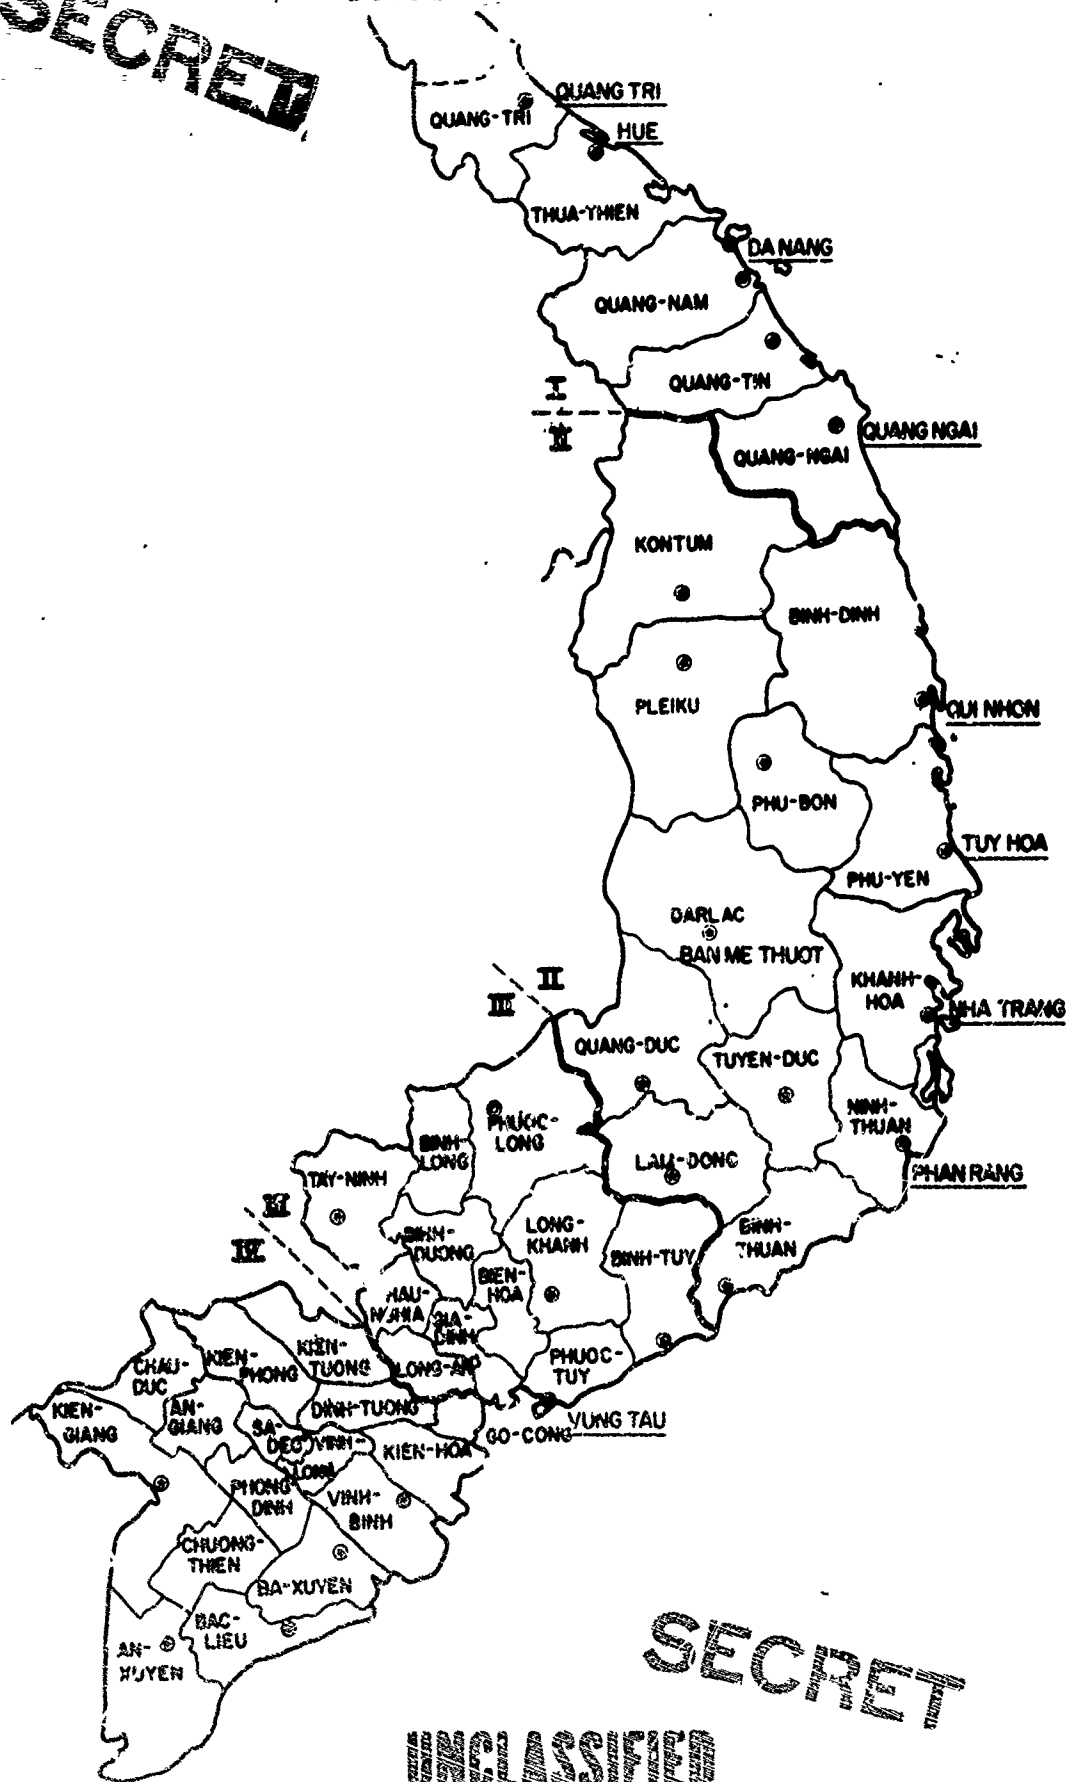 SECRET
QUANG TRI
QUANG-TRI
HUE
THUA-THIEN
DA NANG
QUANG-NAM
QUANG-TIN
I
II
QUANG NGAI
QUANG-NGAI
KONTUM
BINH-DINH
PLEIKU
QUI NHON
PHU-BON
TUY HOA
PHU-YEN
DARLAC
BAN ME THUOT
II
III
KHANH-
HOA
NHA TRANG
QUANG-DUC
TUYEN-DUC
PHUOC-
LONG
NINH-
THUAN
BINH-
LONG
LAM-DONG
PHAN RANG
TAY-NINH
III
IV
BINH-
DUONG
LONG-
KHANH
BINH-TUY
BINH-
THUAN
BIEN-
HOA
HAU-
NGHIA
GIA-
DINH
CHAU-
DUC
KIEN-
PHONG
KIEN-
TUONG
LONG-AN
PHUOC-
TUY
KIEN-
GIANG
AN-
GIANG
SA-
DEC
DINH-TUONG
VINH-
LONG
KIEN-HOA
GO-CONG
VUNG TAU
PHONG
DINH
VINH-
BINH
CHUONG-
THIEN
BA-XUYEN
BAC-
LIEU
AN-
XUYEN
SECRET
UNCLASSIFIED